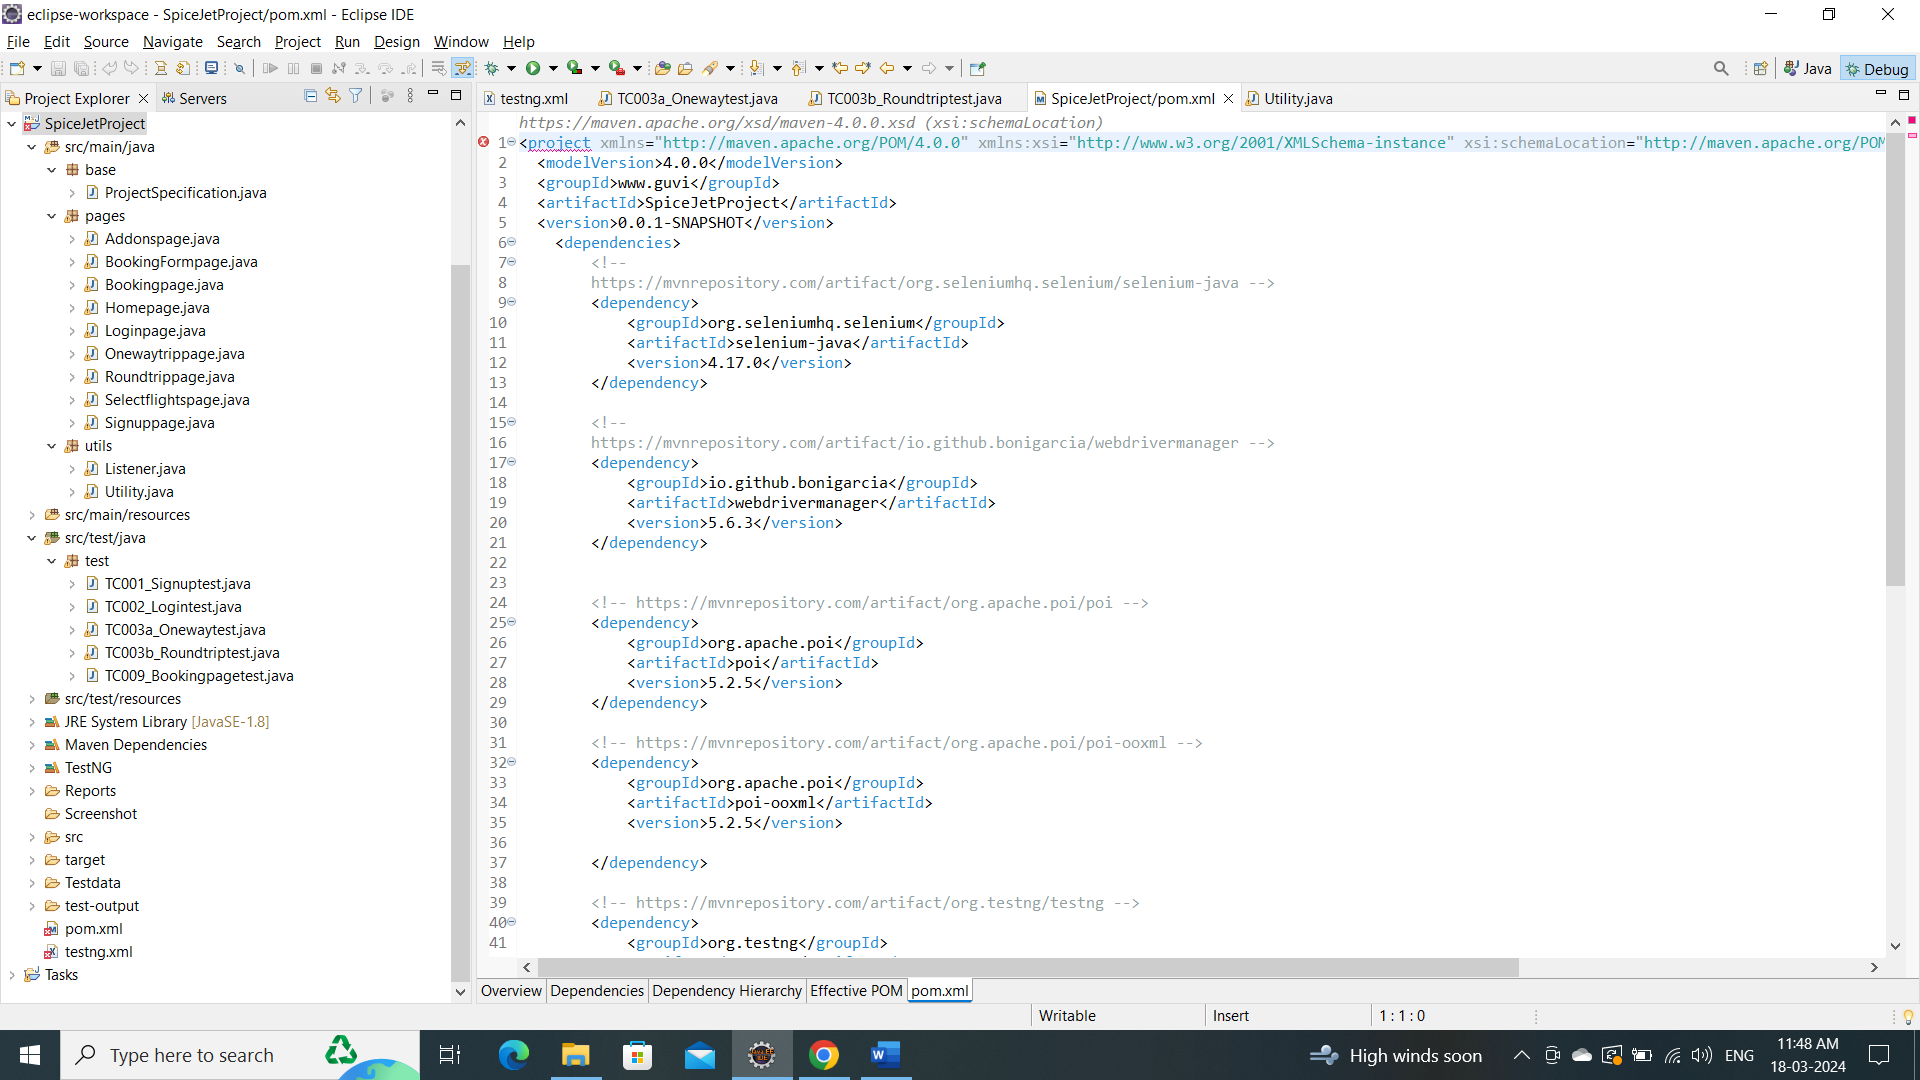 eclipse-workspace - SpiceJetProject/pom.xml - Eclipse IDE
File Edit Source Navigate Search Project Run Design Window Help
Java Debug
Project Explorer Servers
testng.xml TC003a_Onewaytest.java TC003b_Roundtriptest.java SpiceJetProject/pom.xml Utility.java
SpiceJetProject
src/main/java
base
ProjectSpecification.java
pages
Addonspage.java
BookingFormpage.java
Bookingpage.java
Homepage.java
Loginpage.java
Onewaytrippage.java
Roundtrippage.java
Selectflightspage.java
Signuppage.java
utils
Listener.java
Utility.java
src/main/resources
src/test/java
test
TC001_Signuptest.java
TC002_Logintest.java
TC003a_Onewaytest.java
TC003b_Roundtriptest.java
TC009_Bookingpagetest.java
src/test/resources
JRE System Library [JavaSE-1.8]
Maven Dependencies
TestNG
Reports
Screenshot
src
target
Testdata
test-output
pom.xml
testng.xml
Tasks
https://maven.apache.org/xsd/maven-4.0.0.xsd (xsi:schemaLocation)
1 <project xmlns="http://maven.apache.org/POM/4.0.0" xmlns:xsi="http://www.w3.org/2001/XMLSchema-instance" xsi:schemaLocation="http://maven.apache.org/POM
2 <modelVersion>4.0.0</modelVersion>
3 <groupId>www.guvi</groupId>
4 <artifactId>SpiceJetProject</artifactId>
5 <version>0.0.1-SNAPSHOT</version>
6 <dependencies>
7 <!--
8 https://mvnrepository.com/artifact/org.seleniumhq.selenium/selenium-java -->
9 <dependency>
10 <groupId>org.seleniumhq.selenium</groupId>
11 <artifactId>selenium-java</artifactId>
12 <version>4.17.0</version>
13 </dependency>
14
15 <!--
16 https://mvnrepository.com/artifact/io.github.bonigarcia/webdrivermanager -->
17 <dependency>
18 <groupId>io.github.bonigarcia</groupId>
19 <artifactId>webdrivermanager</artifactId>
20 <version>5.6.3</version>
21 </dependency>
22
23
24 <!-- https://mvnrepository.com/artifact/org.apache.poi/poi -->
25 <dependency>
26 <groupId>org.apache.poi</groupId>
27 <artifactId>poi</artifactId>
28 <version>5.2.5</version>
29 </dependency>
30
31 <!-- https://mvnrepository.com/artifact/org.apache.poi/poi-ooxml -->
32 <dependency>
33 <groupId>org.apache.poi</groupId>
34 <artifactId>poi-ooxml</artifactId>
35 <version>5.2.5</version>
36
37 </dependency>
38
39 <!-- https://mvnrepository.com/artifact/org.testng/testng -->
40 <dependency>
41 <groupId>org.testng</groupId>
Overview Dependencies Dependency Hierarchy Effective POM pom.xml
Writable Insert 1 : 1 : 0
Type here to search
High winds soon
ENG
11:48 AM
18-03-2024